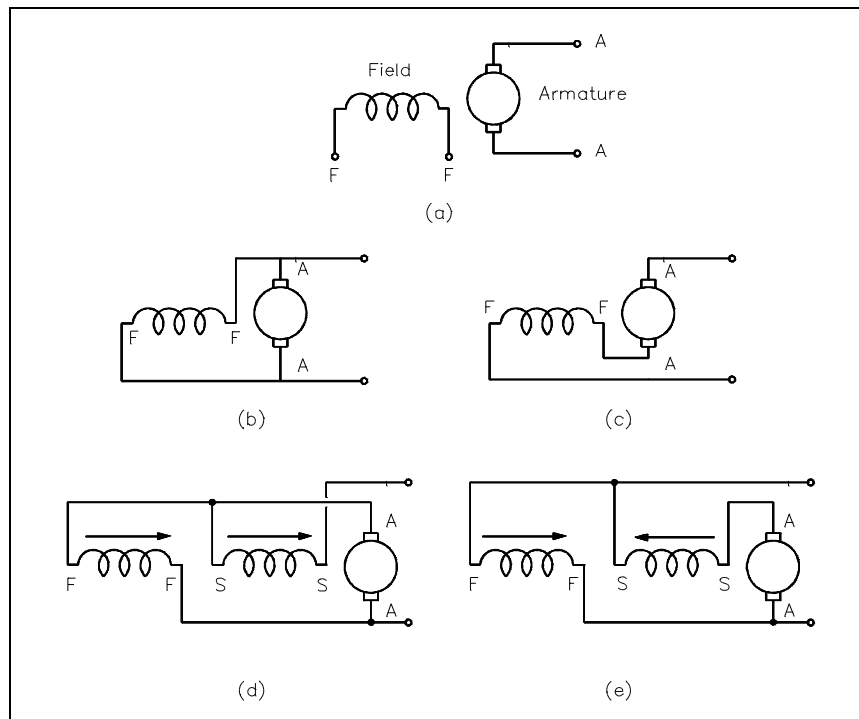 A
Field
Armature
A
F F
(a)
A A
F F F F
A A
(b) (c)
A A
F F S S F F S S
A A
(d) (e)